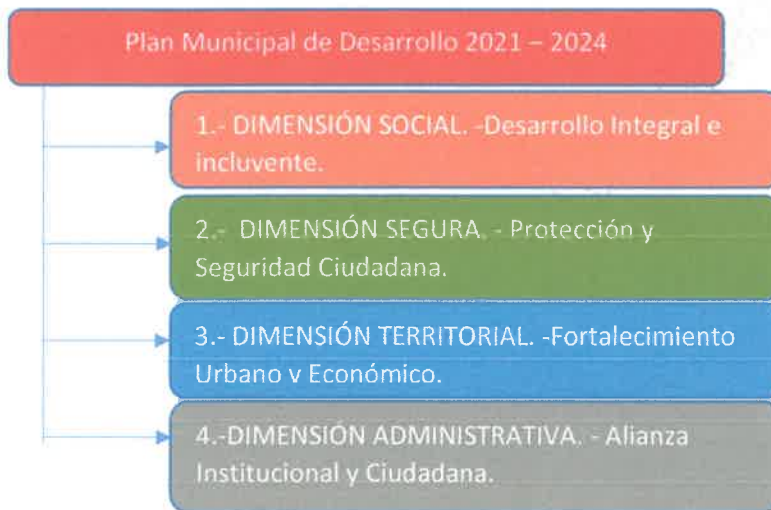 Plan Municipal de Desarrollo 2021 – 2024
1.- DIMENSIÓN SOCIAL. -Desarrollo Integral e
incluyente.
2.- DIMENSIÓN SEGURA. - Protección y
Seguridad Ciudadana.
3.- DIMENSIÓN TERRITORIAL. -Fortalecimiento
Urbano y Económico.
4.-DIMENSIÓN ADMINISTRATIVA. - Alianza
Institucional y Ciudadana.